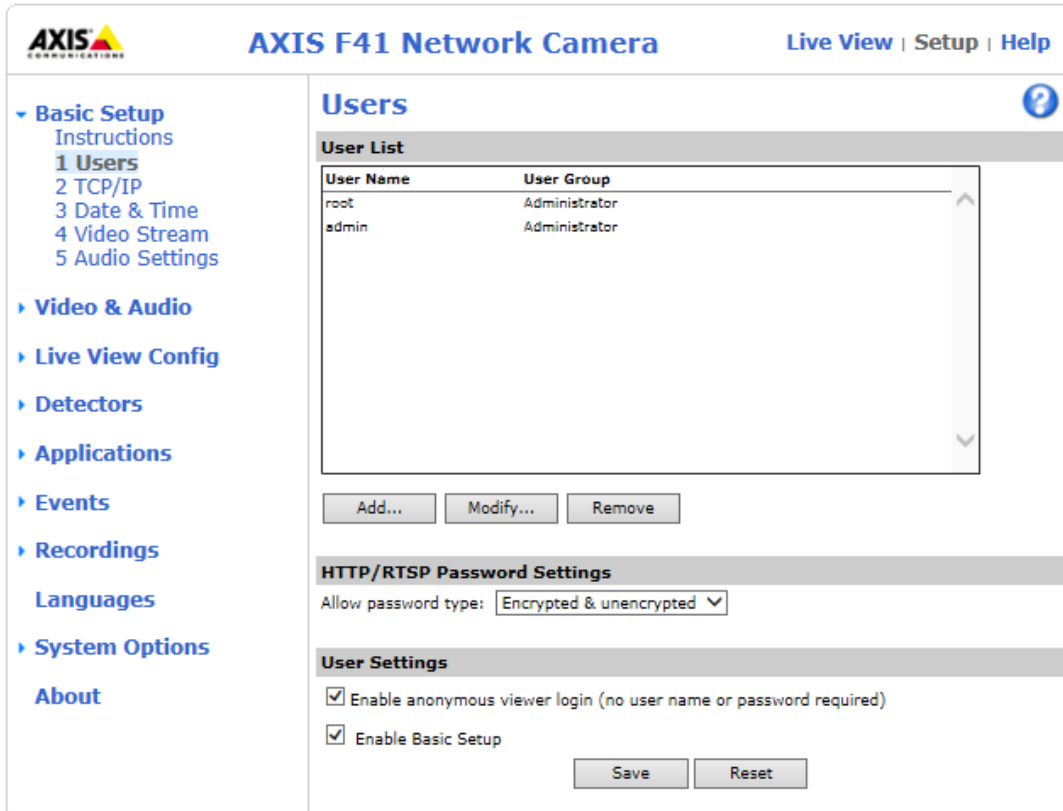 AXIS
COMMUNICATIONS
AXIS F41 Network Camera
Live View | Setup | Help
Basic Setup
Instructions
1 Users
2 TCP/IP
3 Date & Time
4 Video Stream
5 Audio Settings
Video & Audio
Live View Config
Detectors
Applications
Events
Recordings
Languages
System Options
About
Users
?
User List
User Name User Group
root Administrator
admin Administrator
Add... Modify... Remove
HTTP/RTSP Password Settings
Allow password type: Encrypted & unencrypted
User Settings
Enable anonymous viewer login (no user name or password required)
Enable Basic Setup
Save Reset